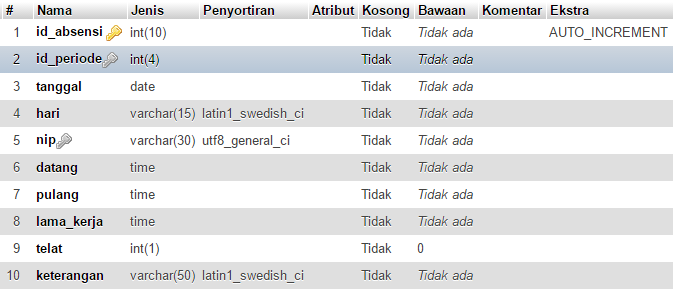 # Nama Jenis Penyortiran Atribut Kosong Bawaan Komentar Ekstra
1 id_absensi int(10) Tidak Tidak ada AUTO_INCREMENT
2 id_periode int(4) Tidak Tidak ada
3 tanggal date Tidak Tidak ada
4 hari varchar(15) latin1_swedish_ci Tidak Tidak ada
5 nip varchar(30) utf8_general_ci Tidak Tidak ada
6 datang time Tidak Tidak ada
7 pulang time Tidak Tidak ada
8 lama_kerja time Tidak Tidak ada
9 telat int(1) Tidak 0
10 keterangan varchar(50) latin1_swedish_ci Tidak Tidak ada